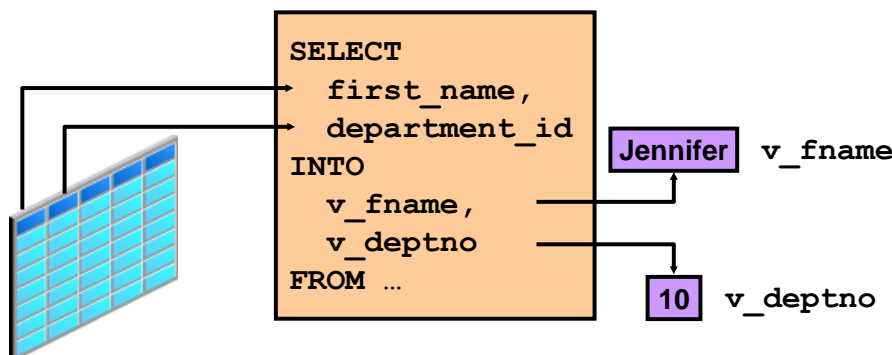 SELECT
first_name,
department_id
INTO
v_fname,
v_deptno
FROM …
Jennifer v_fname
10 v_deptno